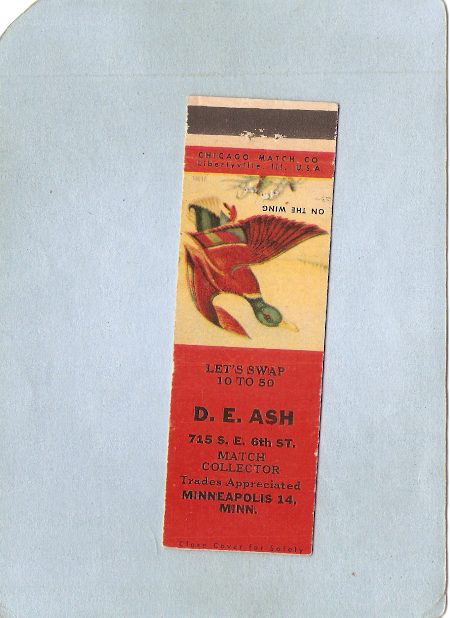 CHICAGO MATCH CO
Libertyville, Ill. U.S.A.
ON THE WING
LET'S SWAP
10 TO 50
D. E. ASH
715 S. E. 6th ST.
MATCH
COLLECTOR
Trades Appreciated
MINNEAPOLIS 14,
MINN.
Close Cover for Safety